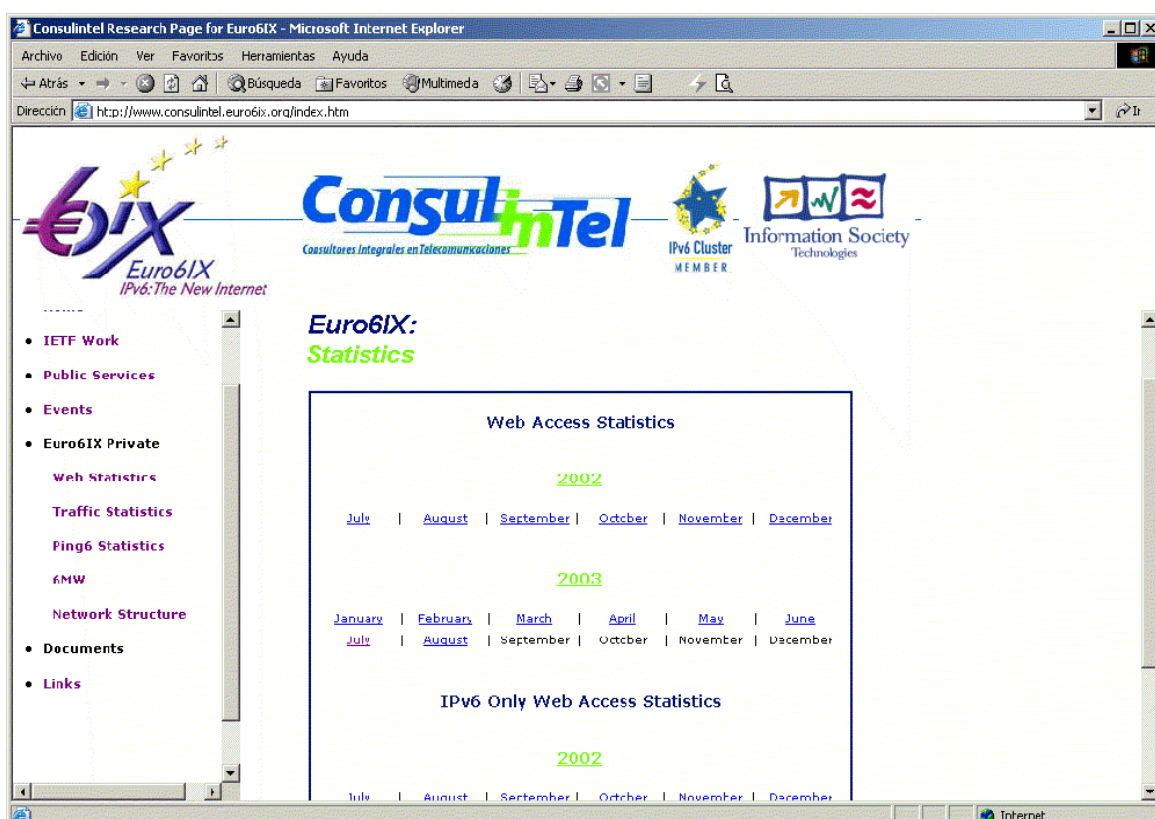 Consulintel Research Page for Euro6IX - Microsoft Internet Explorer
Archivo Edición Ver Favoritos Herramientas Ayuda
Atrás Búsqueda Favoritos Multimedia
Dirección http://www.consulintel.euro6ix.org/index.htm Ir
Euro6IX
IPv6:The New Internet
ConsulinTel
Consultores Integrales en Telecomunicaciones
IPv6 Cluster
MEMBER
Information Society
Technologies
Home
IETF Work
Public Services
Events
Euro6IX Private
Web Statistics
Traffic Statistics
Ping6 Statistics
6MW
Network Structure
Documents
Links
Euro6IX:
Statistics
Web Access Statistics
2002
July | August | September | October | November | December
2003
January | February | March | April | May | June
July | August | September | October | November | December
IPv6 Only Web Access Statistics
2002
July | August | September | October | November | December
Internet